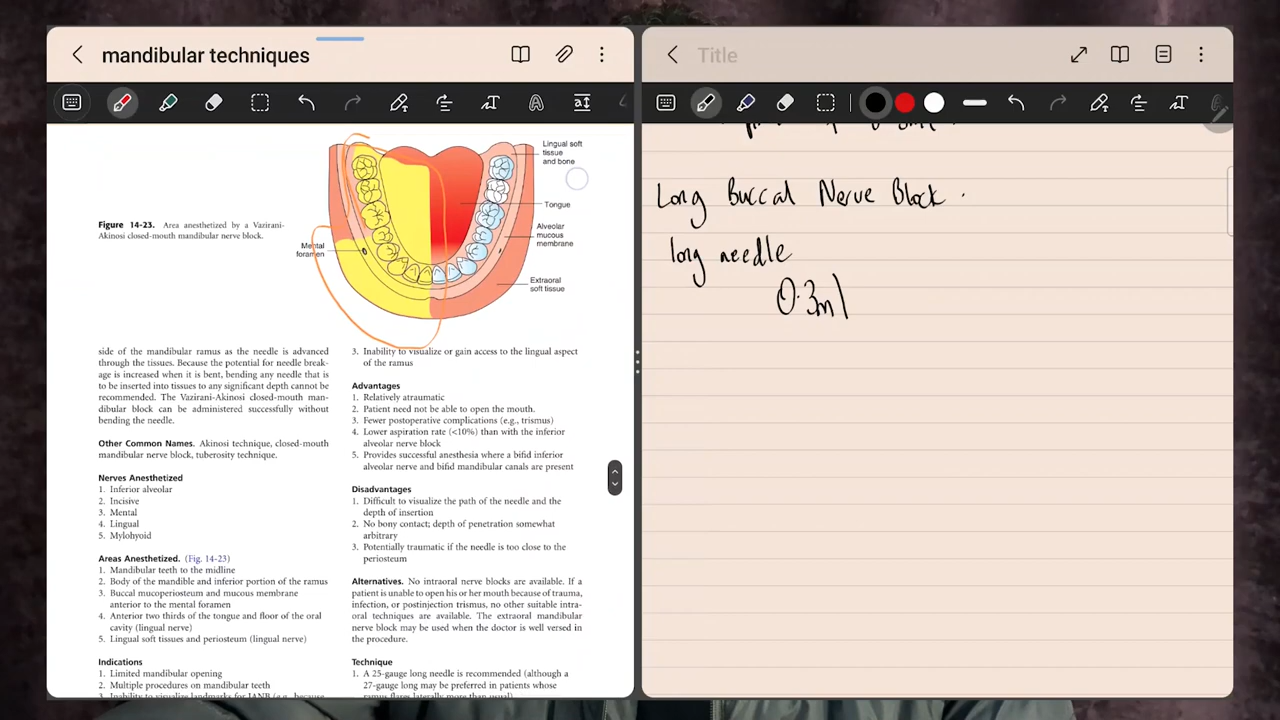 mandibular techniques
Title
Lingual soft
tissue
and bone
Tongue
Alveolar
mucous
membrane
Extraoral
soft tissue
Mental
foramen
Figure 14-23. Area anesthetized by a Vazirani-
Akinosi closed-mouth mandibular nerve block.
side of the mandibular ramus as the needle is advanced
through the tissues. Because the potential for needle break-
age is increased when it is bent, bending any needle that is
to be inserted into tissues to any significant depth cannot be
recommended. The Vazirani-Akinosi closed-mouth man-
dibular block can be administered successfully without
bending the needle.
Other Common Names. Akinosi technique, closed-mouth
mandibular nerve block, tuberosity technique.
Nerves Anesthetized
1. Inferior alveolar
2. Incisive
3. Mental
4. Lingual
5. Mylohyoid
Areas Anesthetized. (Fig. 14-23)
1. Mandibular teeth to the midline
2. Body of the mandible and inferior portion of the ramus
3. Buccal mucoperiosteum and mucous membrane
anterior to the mental foramen
4. Anterior two thirds of the tongue and floor of the oral
cavity (lingual nerve)
5. Lingual soft tissues and periosteum (lingual nerve)
Indications
1. Limited mandibular opening
2. Multiple procedures on mandibular teeth
3. Inability to visualize landmarks for IANB (e.g., because
3. Inability to visualize or gain access to the lingual aspect
of the ramus
Advantages
1. Relatively atraumatic
2. Patient need not be able to open the mouth.
3. Fewer postoperative complications (e.g., trismus)
4. Lower aspiration rate (<10%) than with the inferior
alveolar nerve block
5. Provides successful anesthesia where a bifid inferior
alveolar nerve and bifid mandibular canals are present
Disadvantages
1. Difficult to visualize the path of the needle and the
depth of insertion
2. No bony contact; depth of penetration somewhat
arbitrary
3. Potentially traumatic if the needle is too close to the
periosteum
Alternatives. No intraoral nerve blocks are available. If a
patient is unable to open his or her mouth because of trauma,
infection, or postinjection trismus, no other suitable intra-
oral techniques are available. The extraoral mandibular
nerve block may be used when the doctor is well versed in
the procedure.
Technique
1. A 25-gauge long needle is recommended (although a
27-gauge long may be preferred in patients whose
ramus flares laterally more than usual).
Long Buccal Nerve Block .
long needle
0.3ml